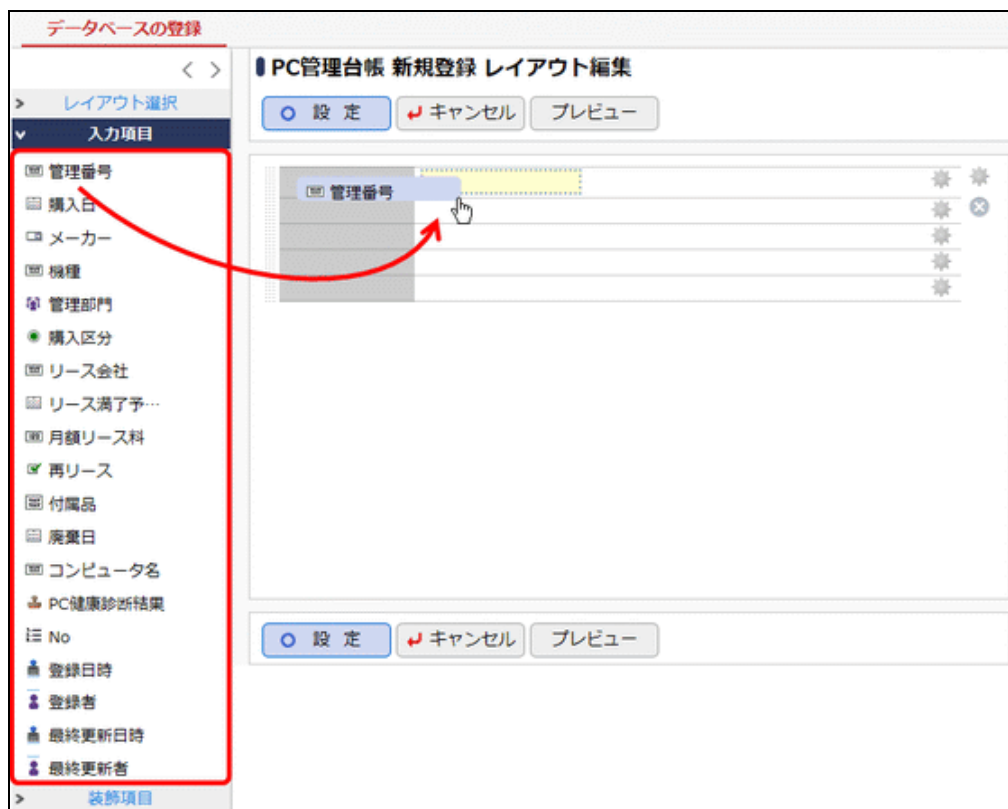 データベースの登録
レイアウト選択
入力項目
管理番号
購入日
メーカー
機種
管理部門
購入区分
リース会社
リース満了予…
月額リース料
再リース
付属品
廃棄日
コンピュータ名
PC健康診断結果
No
登録日時
登録者
最終更新日時
最終更新者
装飾項目
PC管理台帳 新規登録 レイアウト編集
設 定 キャンセル プレビュー
管理番号
設 定 キャンセル プレビュー